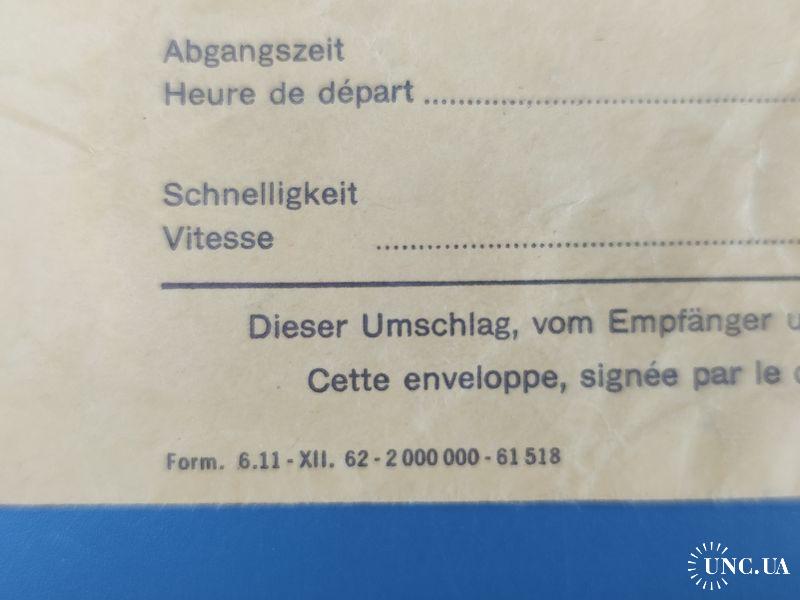 Abgangszeit
Heure de départ
Schnelligkeit
Vitesse
Dieser Umschlag, vom Empfänger
Cette enveloppe, signée par le
Form. 6.11 - XII. 62 - 2 000 000 - 61 518
UNC.UA